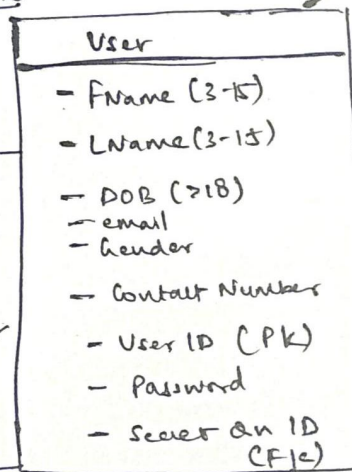 User
- FName (3-15)
- LName (3-15)
- DOB (>18)
- email
- Gender
- Contact Number
- User ID (PK)
- Password
- Secret Qn ID
(FK)